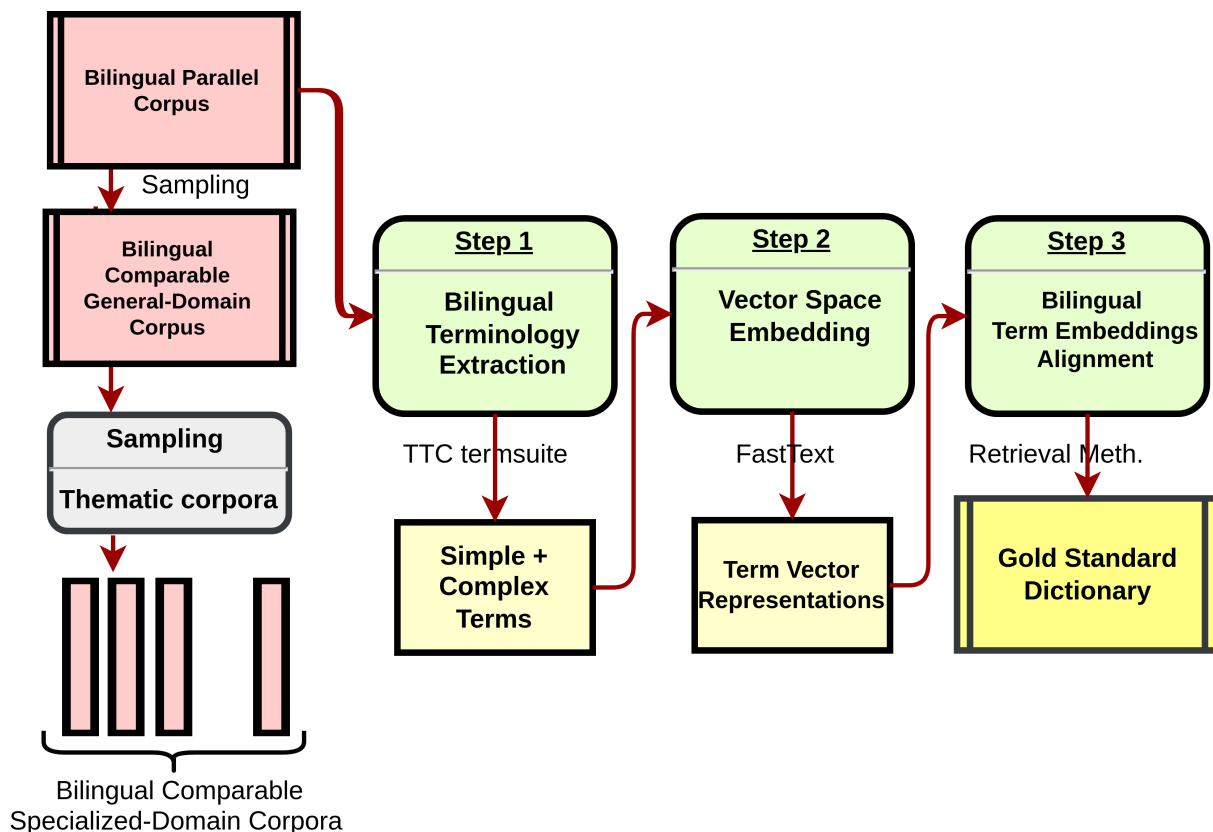 Bilingual Parallel
Corpus
Sampling
Bilingual
Comparable
General-Domain
Corpus
Sampling
Thematic corpora
Bilingual Comparable
Specialized-Domain Corpora
Step 1
Bilingual
Terminology
Extraction
TTC termsuite
Simple +
Complex
Terms
Step 2
Vector Space
Embedding
FastText
Term Vector
Representations
Step 3
Bilingual
Term Embeddings
Alignment
Retrieval Meth.
Gold Standard
Dictionary